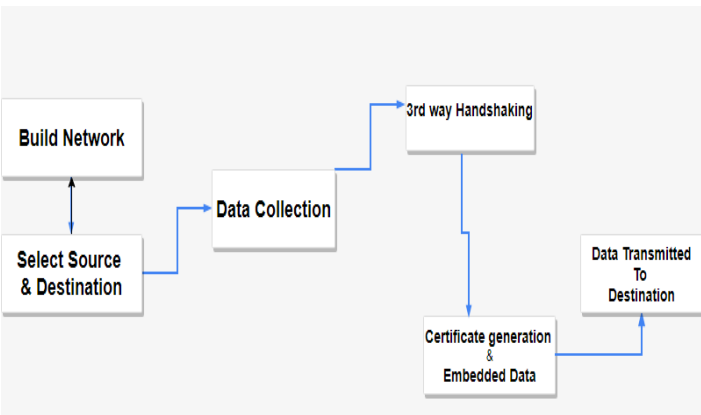 Build Network
Select Source
& Destination
Data Collection
3rd way Handshaking
Certificate generation
&
Embedded Data
Data Transmitted
To
Destination